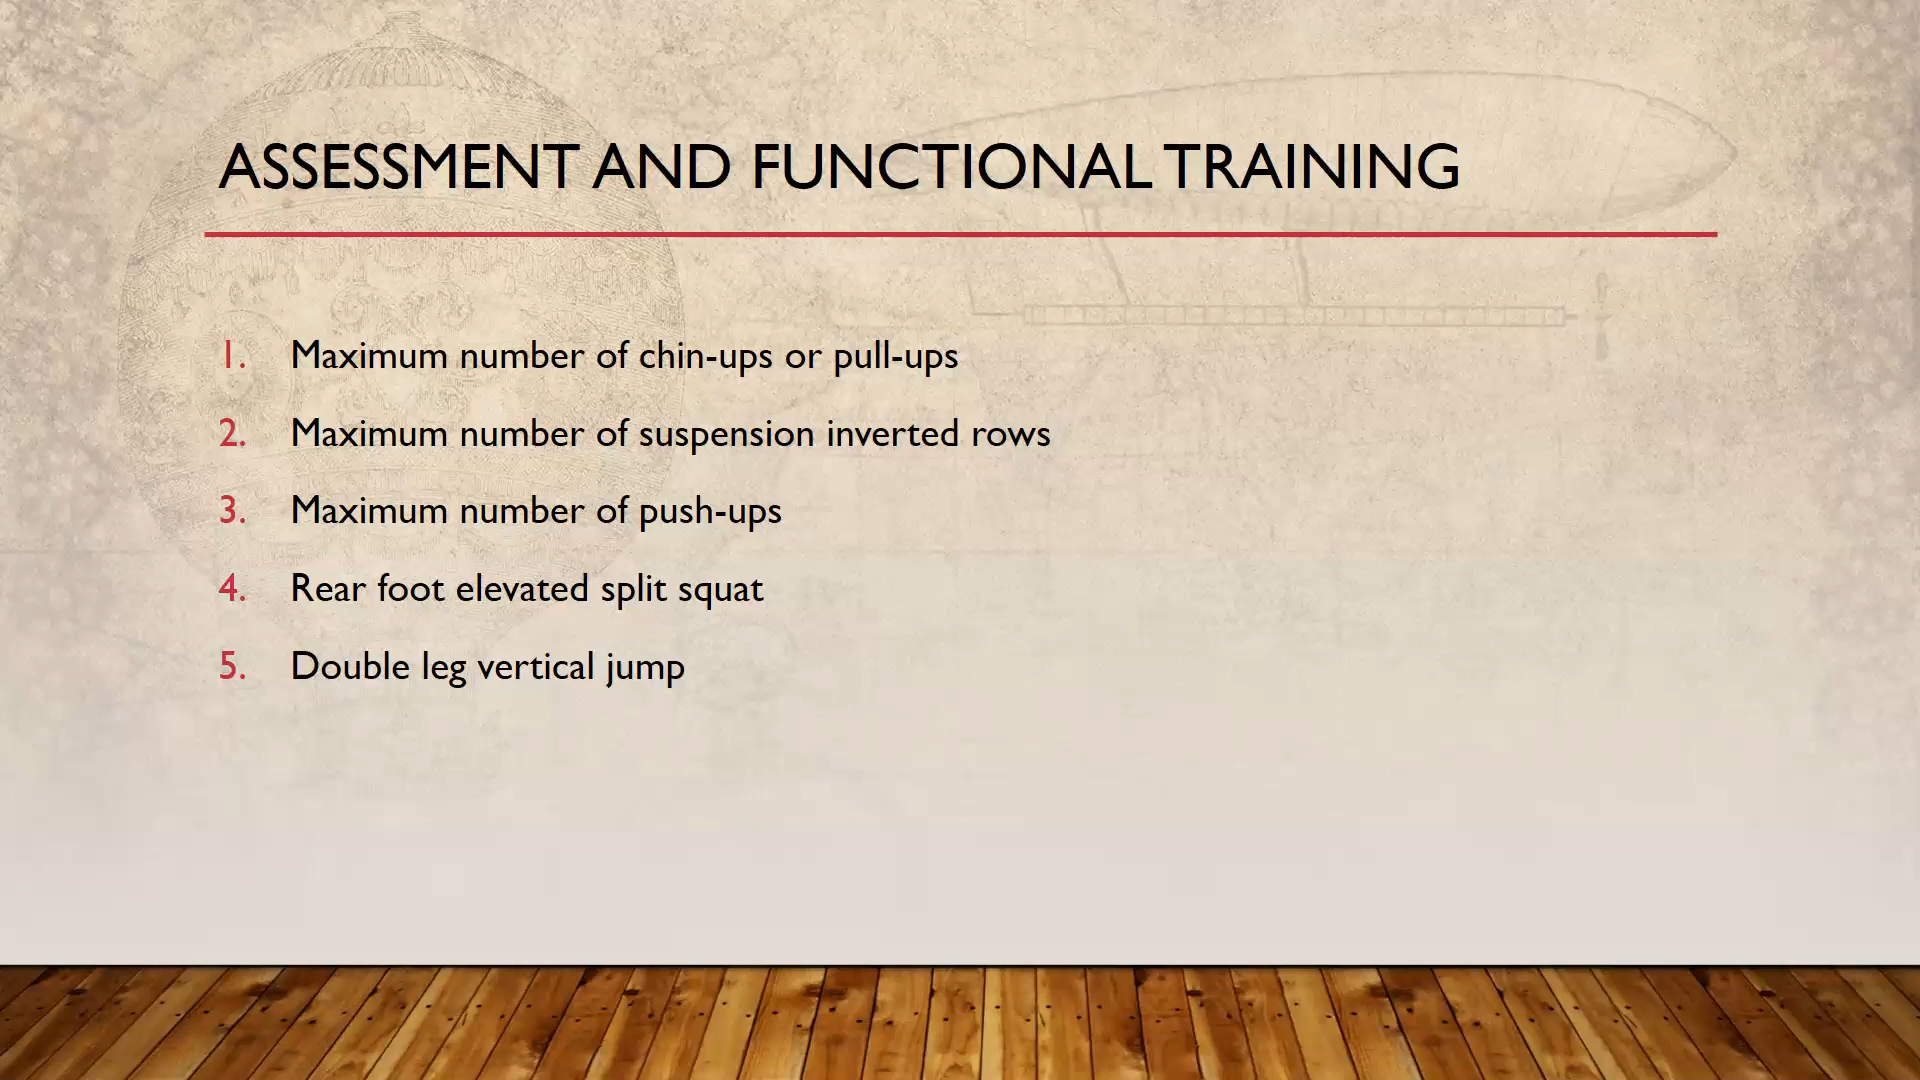 ASSESSMENT AND FUNCTIONAL TRAINING
1. Maximum number of chin-ups or pull-ups
2. Maximum number of suspension inverted rows
3. Maximum number of push-ups
4. Rear foot elevated split squat
5. Double leg vertical jump